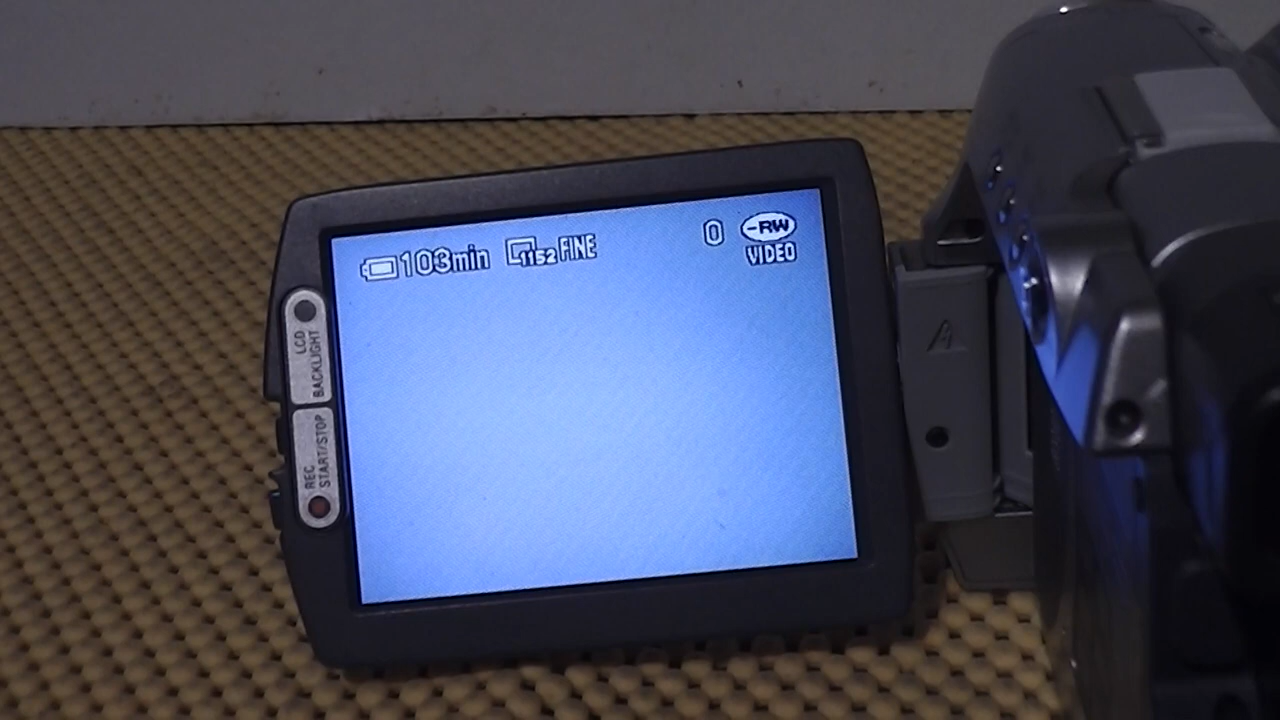 103min 1152 FINE 0 -RW
VIDEO
LCD
BACKLIGHT
REC
START/STOP